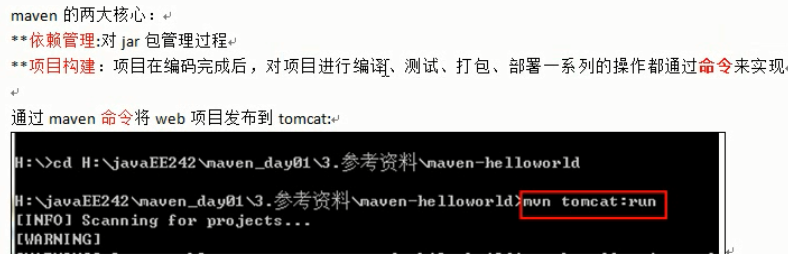 maven 的两大核心：
**依赖管理:对 jar 包管理过程
**项目构建：项目在编码完成后，对项目进行编译、测试、打包、部署一系列的操作都通过命令来实现
通过 maven 命令将 web 项目发布到 tomcat:
H:\>cd H:\javaEE242\maven_day01\3.参考资料\maven-helloworld
H:\javaEE242\maven_day01\3.参考资料\maven-helloworld>mvn tomcat:run
[INFO] Scanning for projects...
[WARNING]